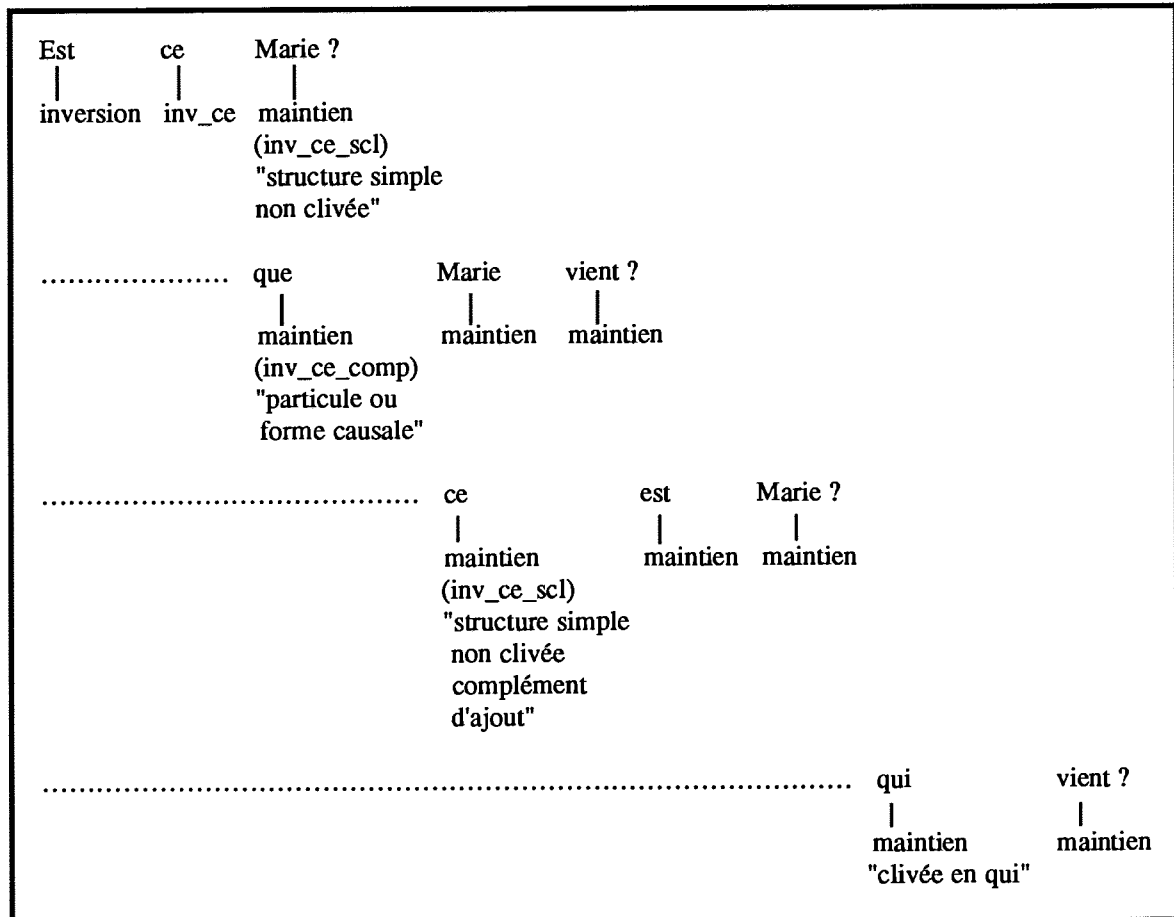 Est ce Marie ?
inversion inv_ce maintien
(inv_ce_scl)
"structure simple
non clivée"
..................... que Marie vient ?
maintien maintien maintien
(inv_ce_comp)
"particule ou
forme causale"
.......................................... ce est Marie ?
maintien maintien maintien
(inv_ce_scl)
"structure simple
non clivée
complément
d'ajout"
.......................................................................................... qui vient ?
maintien maintien
"clivée en qui"